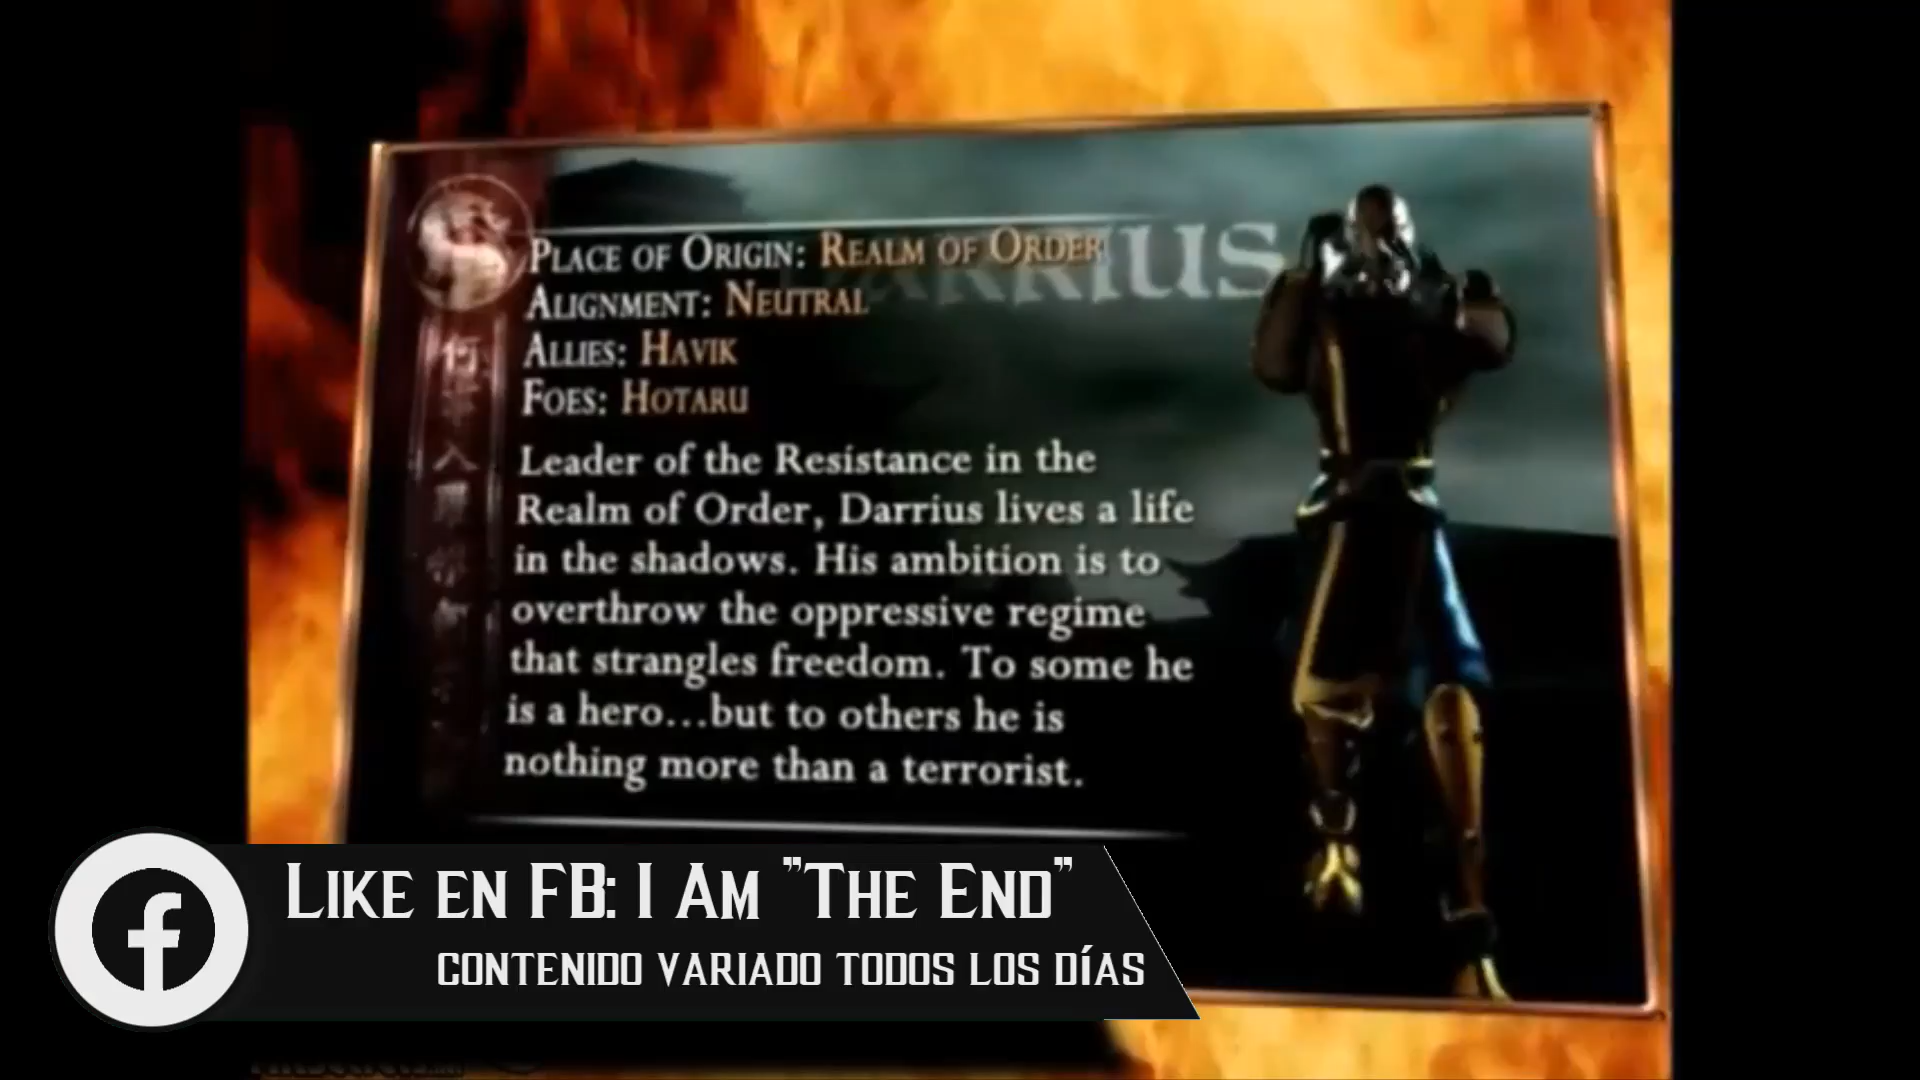 DARRIUS
PLACE OF ORIGIN: REALM OF ORDER
ALIGNMENT: NEUTRAL
ALLIES: HAVIK
FOES: HOTARU
Leader of the Resistance in the
Realm of Order, Darrius lives a life
in the shadows. His ambition is to
overthrow the oppressive regime
that strangles freedom. To some he
is a hero...but to others he is
nothing more than a terrorist.
LIKE EN FB: I AM "THE END"
CONTENIDO VARIADO TODOS LOS DÍAS